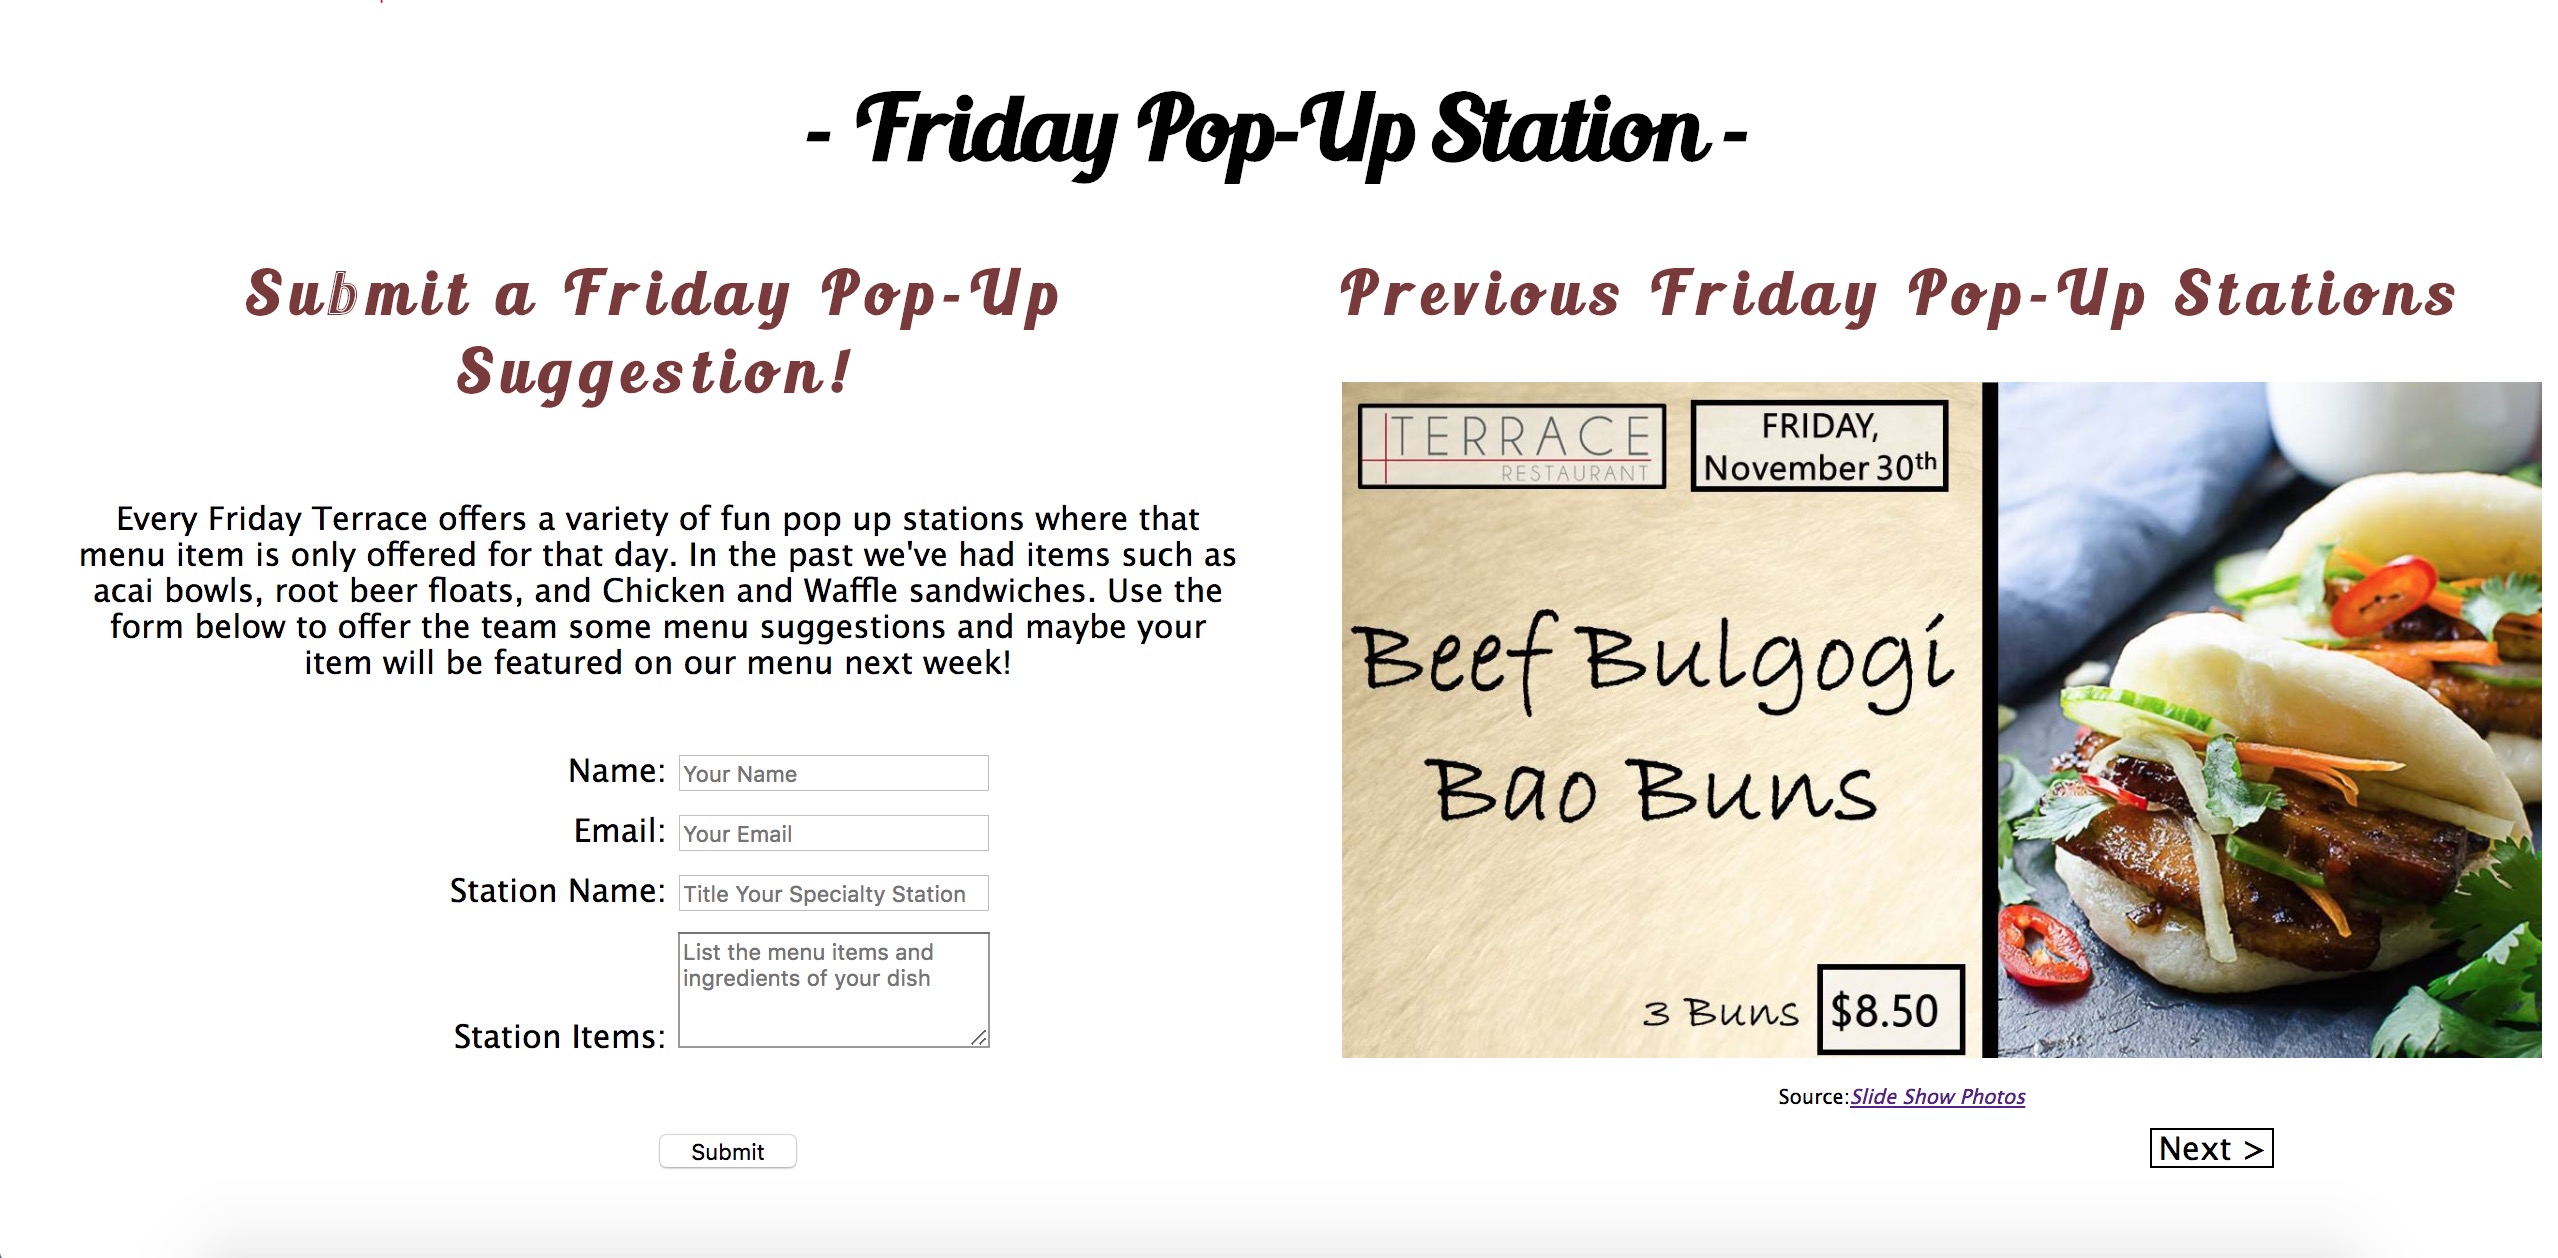 - Friday Pop-Up Station -
Submit a Friday Pop-Up
Suggestion!
Every Friday Terrace offers a variety of fun pop up stations where that
menu item is only offered for that day. In the past we've had items such as
acai bowls, root beer floats, and Chicken and Waffle sandwiches. Use the
form below to offer the team some menu suggestions and maybe your
item will be featured on our menu next week!
Name: Your Name
Email: Your Email
Station Name: Title Your Specialty Station
List the menu items and
ingredients of your dish
Station Items:
Submit
Previous Friday Pop-Up Stations
TERRACE
RESTAURANT
FRIDAY,
November 30th
Beef Bulgogi
Bao Buns
3 Buns $8.50
Source:Slide Show Photos
Next >